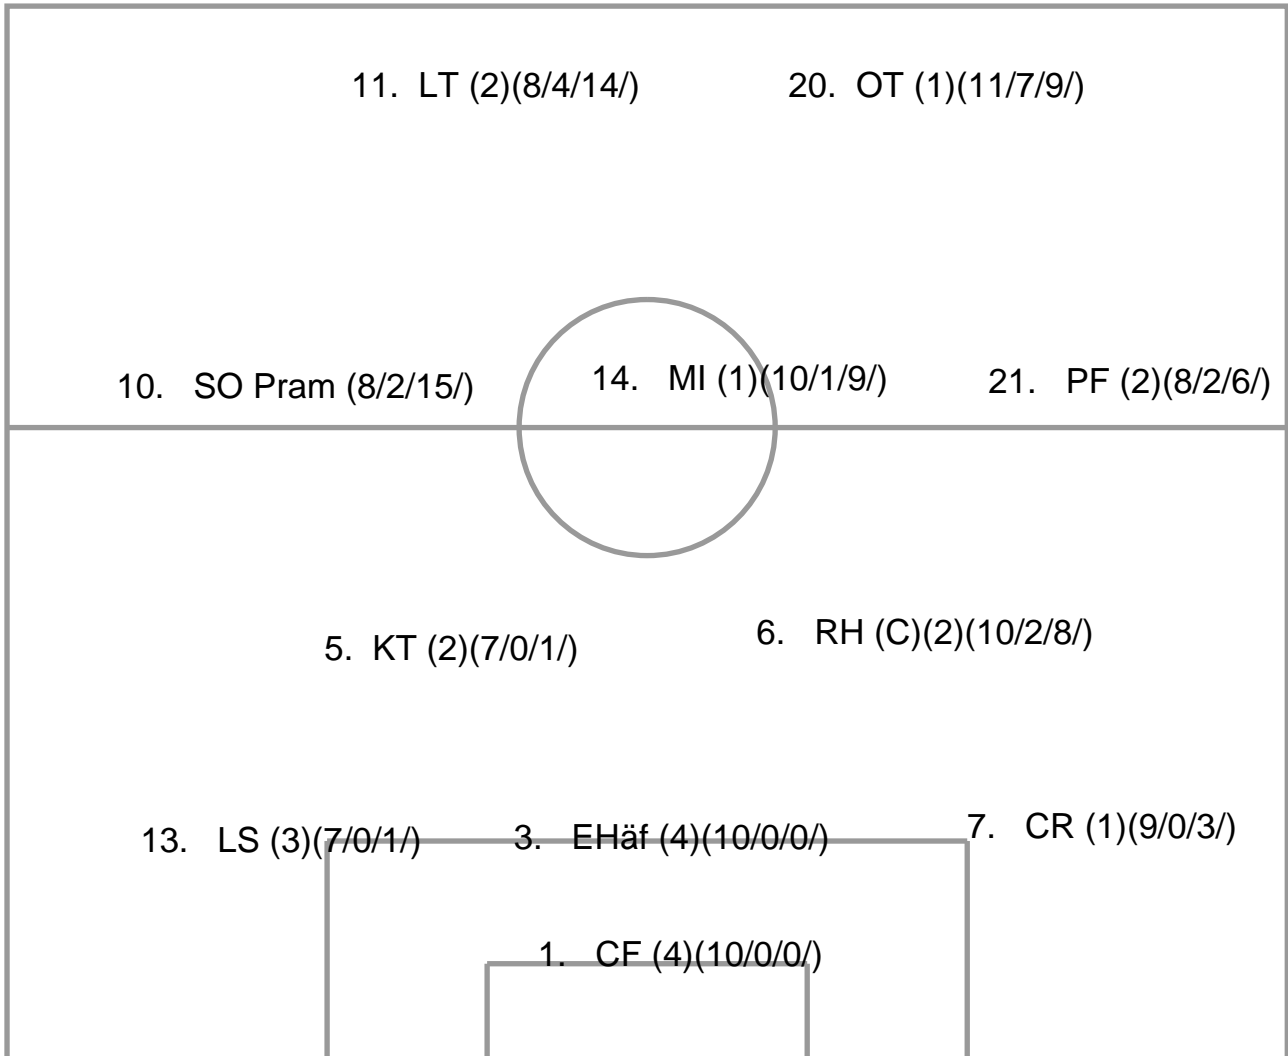 11. LT (2)(8/4/14/)
20. OT (1)(11/7/9/)
10. SO Pram (8/2/15/)
14. MI (1)(10/1/9/)
21. PF (2)(8/2/6/)
5. KT (2)(7/0/1/)
6. RH (C)(2)(10/2/8/)
13. LS (3)(7/0/1/)
3. EHäf (4)(10/0/0/)
7. CR (1)(9/0/3/)
1. CF (4)(10/0/0/)